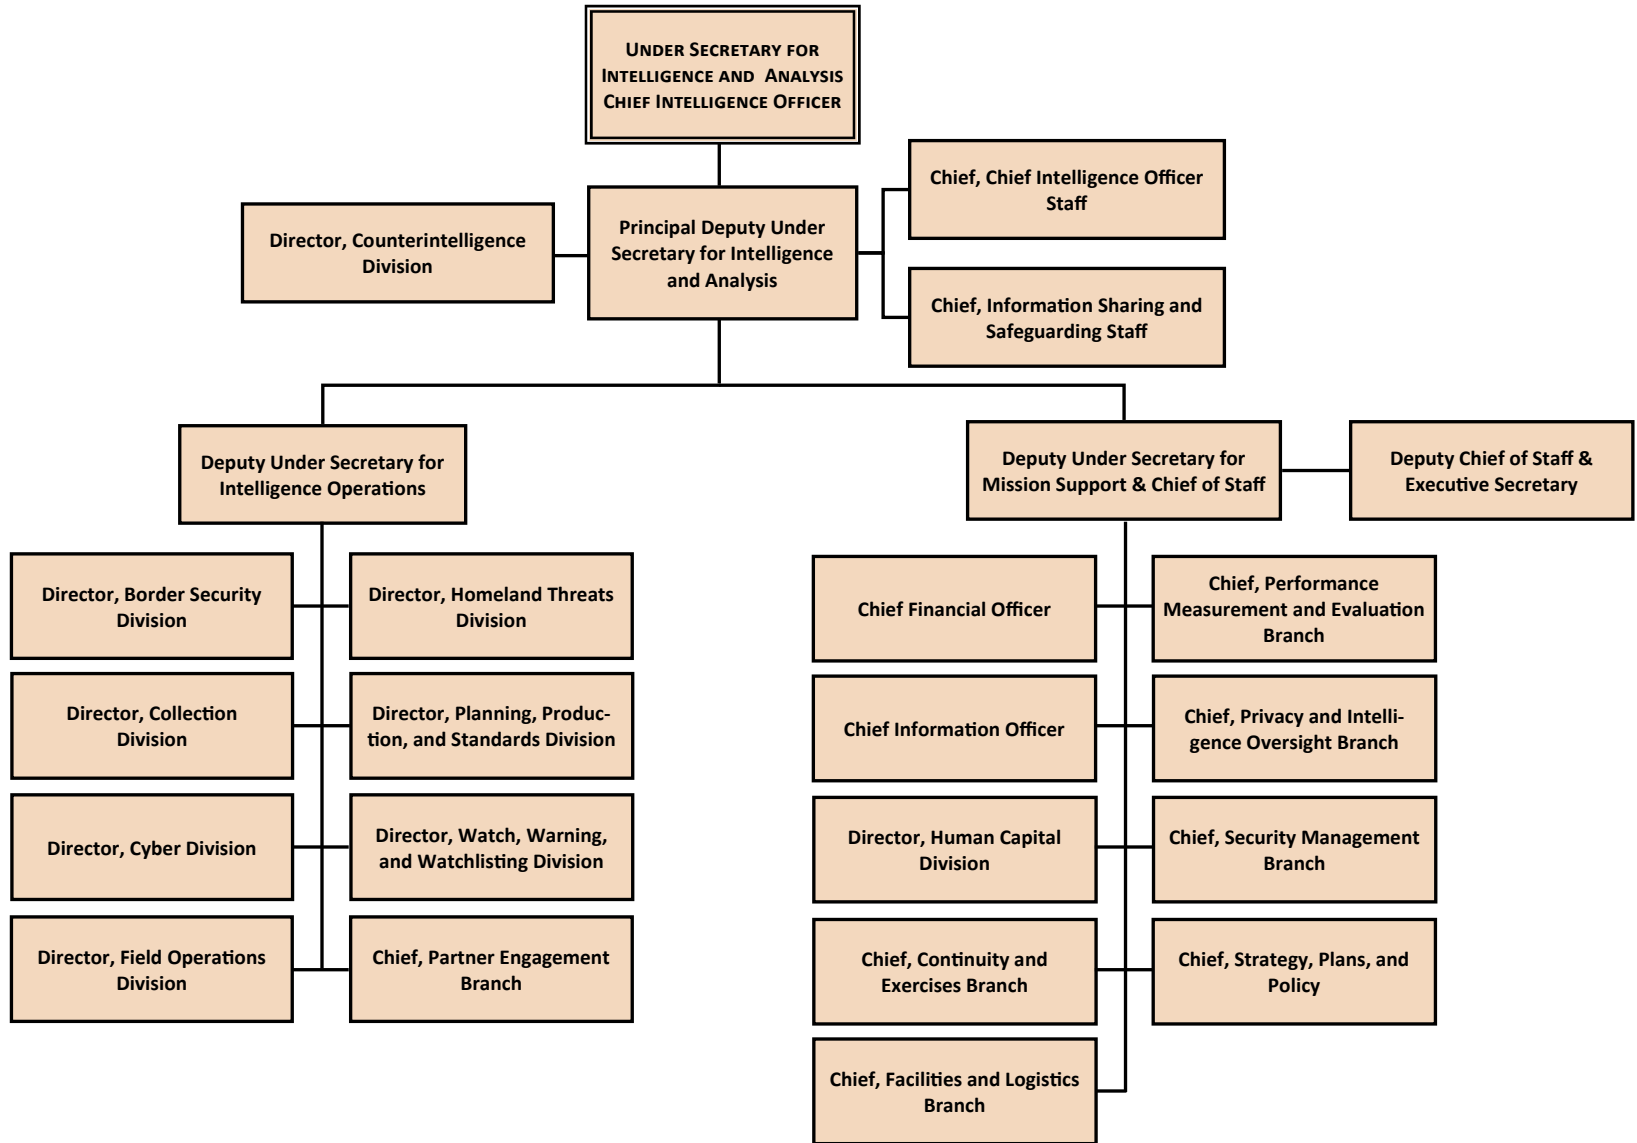 UNDER SECRETARY FOR
INTELLIGENCE AND ANALYSIS
CHIEF INTELLIGENCE OFFICER
Chief, Chief Intelligence Officer
Staff
Director, Counterintelligence
Division
Principal Deputy Under
Secretary for Intelligence
and Analysis
Chief, Information Sharing and
Safeguarding Staff
Deputy Under Secretary for
Intelligence Operations
Deputy Under Secretary for
Mission Support & Chief of Staff
Deputy Chief of Staff &
Executive Secretary
Director, Border Security
Division
Director, Homeland Threats
Division
Director, Collection
Division
Director, Planning, Produc-
tion, and Standards Division
Director, Cyber Division
Director, Watch, Warning,
and Watchlisting Division
Director, Field Operations
Division
Chief, Partner Engagement
Branch
Chief Financial Officer
Chief, Performance
Measurement and Evaluation
Branch
Chief Information Officer
Chief, Privacy and Intelli-
gence Oversight Branch
Director, Human Capital
Division
Chief, Security Management
Branch
Chief, Continuity and
Exercises Branch
Chief, Strategy, Plans, and
Policy
Chief, Facilities and Logistics
Branch